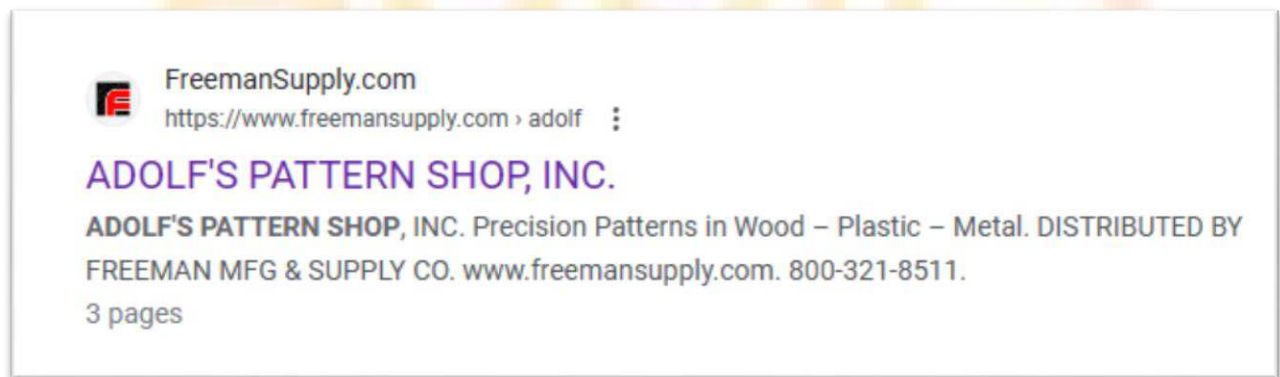 FreemanSupply.com
https://www.freemansupply.com › adolf
ADOLF'S PATTERN SHOP, INC.
ADOLF'S PATTERN SHOP, INC. Precision Patterns in Wood – Plastic – Metal. DISTRIBUTED BY
FREEMAN MFG & SUPPLY CO. www.freemansupply.com. 800-321-8511.
3 pages